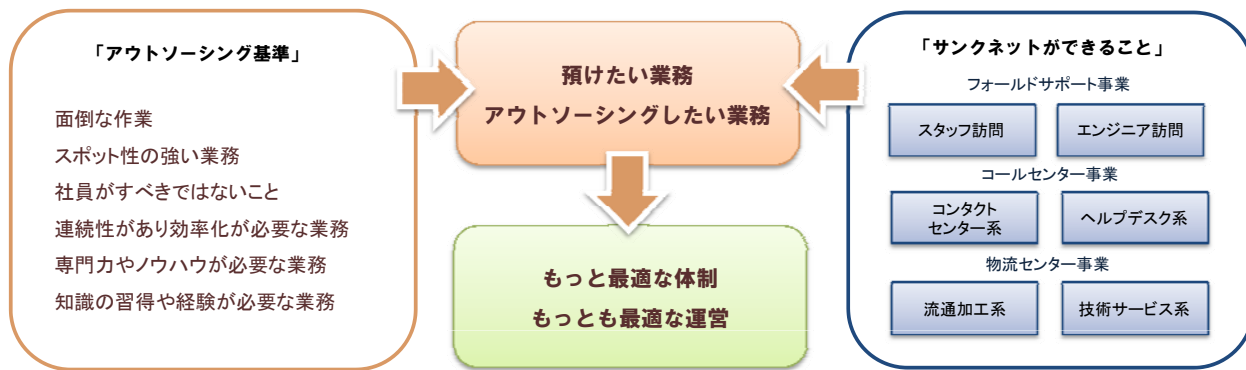 「アウトソーシング基準」
面倒な作業
スポット性の強い業務
社員がすべきではないこと
連続性があり効率化が必要な業務
専門力やノウハウが必要な業務
知識の習得や経験が必要な業務
預けたい業務
アウトソーシングしたい業務
もっと最適な体制
もっとも最適な運営
「サンクネットができること」
フォールドサポート事業
スタッフ訪問
エンジニア訪問
コールセンター事業
コンタクト
センター系
ヘルプデスク系
物流センター事業
流通加工系
技術サービス系